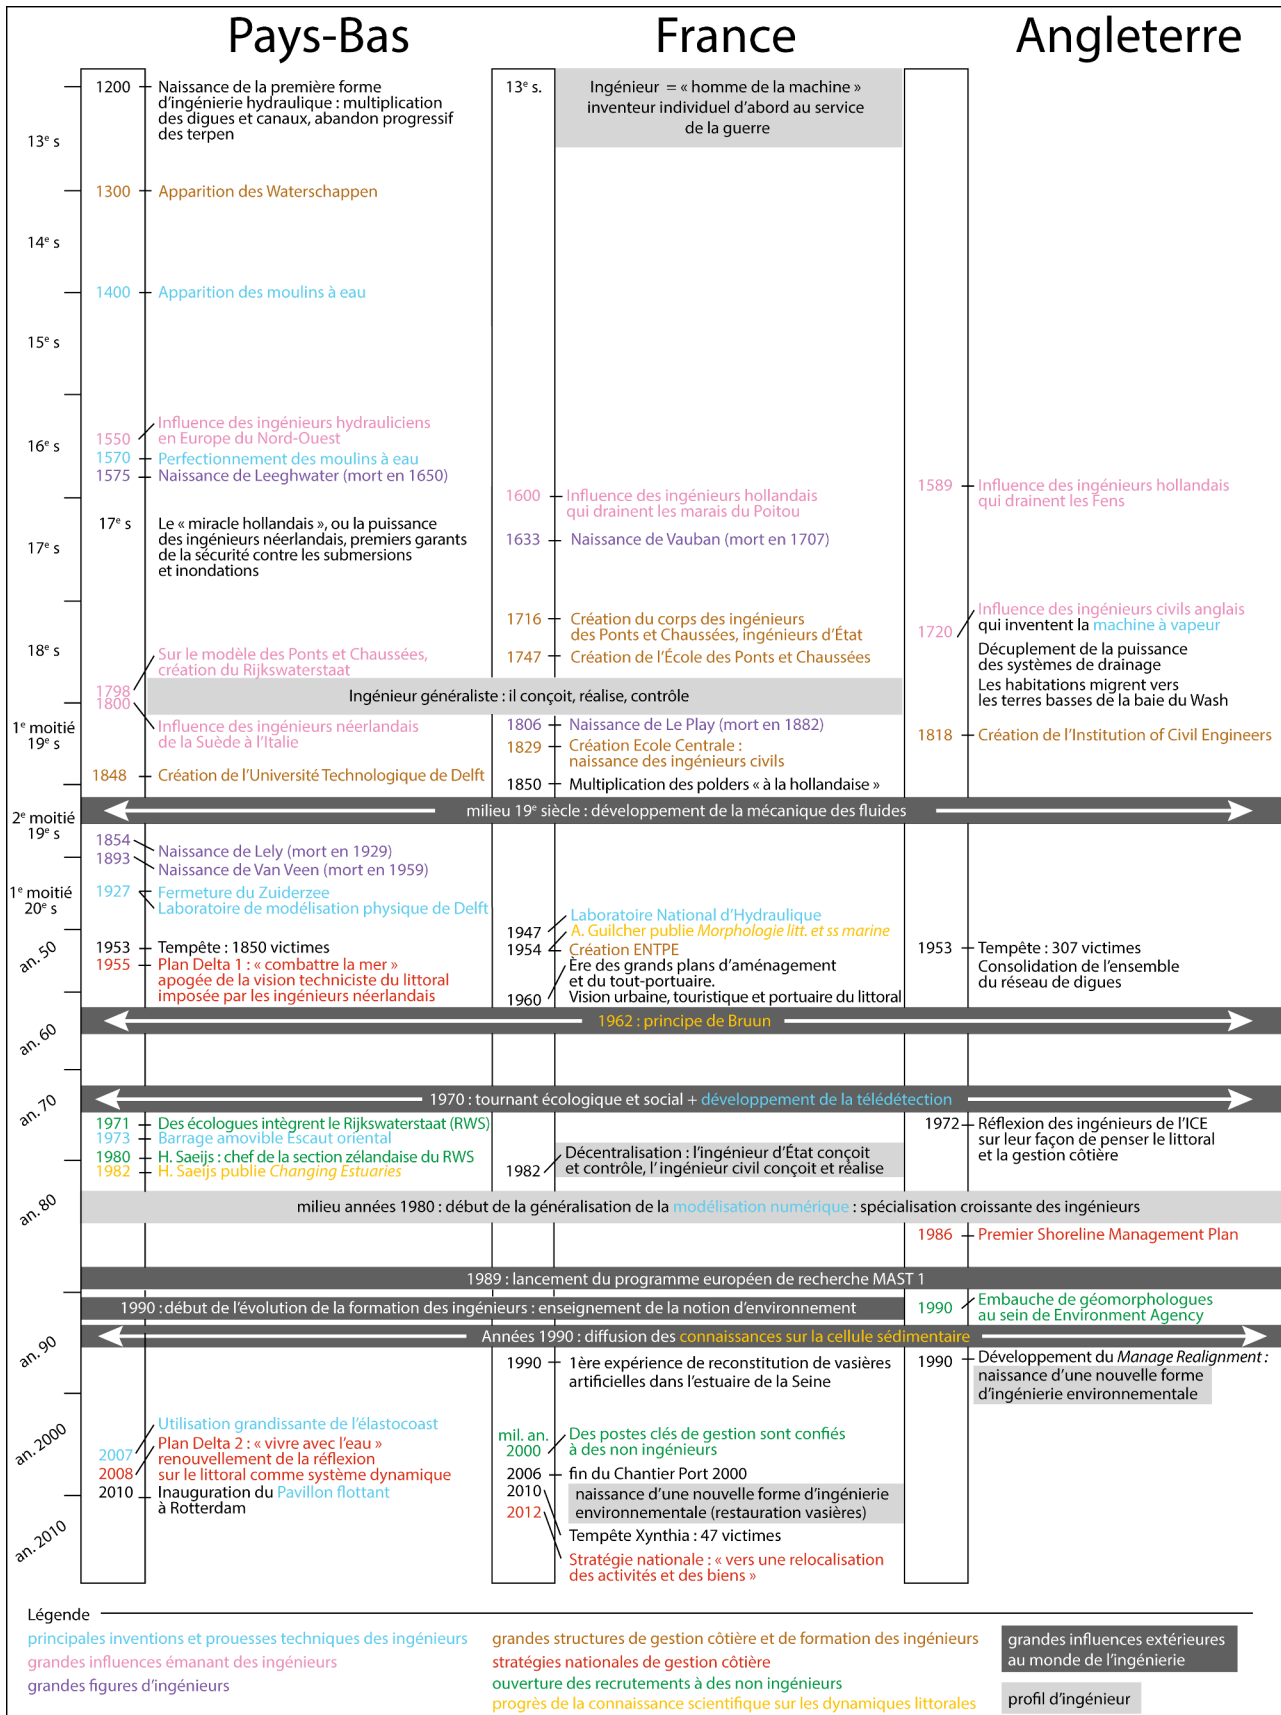 Pays-Bas
France
Angleterre
13e s
14e s
15e s
16e s
17e s
18e s
1e moitié
19e s
2e moitié
19e s
1e moitié
20e s
an. 50
an. 60
an. 70
an. 80
an. 90
an. 2000
an. 2010
1200 Naissance de la première forme
d'ingénierie hydraulique : multiplication
des digues et canaux, abandon progressif
des terpen
1300 Apparition des Waterschappen
1400 Apparition des moulins à eau
1550 Influence des ingénieurs hydrauliciens
en Europe du Nord-Ouest
1570 Perfectionnement des moulins à eau
1575 Naissance de Leeghwater (mort en 1650)
17e s Le « miracle hollandais », ou la puissance
des ingénieurs néerlandais, premiers garants
de la sécurité contre les submersions
et inondations
1798 Sur le modèle des Ponts et Chaussées,
création du Rijkswaterstaat
1800 Influence des ingénieurs néerlandais
de la Suède à l'Italie
1848 Création de l'Université Technologique de Delft
13e s. Ingénieur = « homme de la machine »
inventeur individuel d'abord au service
de la guerre
1600 Influence des ingénieurs hollandais
qui drainent les marais du Poitou
1633 Naissance de Vauban (mort en 1707)
1716 Création du corps des ingénieurs
des Ponts et Chaussées, ingénieurs d'État
1747 Création de l'École des Ponts et Chaussées
Ingénieur généraliste : il conçoit, réalise, contrôle
1806 Naissance de Le Play (mort en 1882)
1829 Création Ecole Centrale :
naissance des ingénieurs civils
1850 Multiplication des polders « à la hollandaise »
1589 Influence des ingénieurs hollandais
qui drainent les Fens
1720 Influence des ingénieurs civils anglais
qui inventent la machine à vapeur
Décuplement de la puissance
des systèmes de drainage
Les habitations migrent vers
les terres basses de la baie du Wash
1818 Création de l'Institution of Civil Engineers
milieu 19e siècle : développement de la mécanique des fluides
1854 Naissance de Lely (mort en 1929)
1893 Naissance de Van Veen (mort en 1959)
1927 Fermeture du Zuiderzee
Laboratoire de modélisation physique de Delft
1953 Tempête : 1850 victimes
1955 Plan Delta 1 : « combattre la mer »
apogée de la vision techniciste du littoral
imposée par les ingénieurs néerlandais
Laboratoire National d'Hydraulique
1947 A. Guilcher publie Morphologie litt. et ss marine
1954 Création ENTPE
Ère des grands plans d'aménagement
et du tout-portuaire.
1960 Vision urbaine, touristique et portuaire du littoral
1953 Tempête : 307 victimes
Consolidation de l'ensemble
du réseau de digues
1962 : principe de Bruun
1970 : tournant écologique et social + développement de la télédétection
1971 Des écologues intègrent le Rijkswaterstaat (RWS)
1973 Barrage amovible Escaut oriental
1980 H. Saeijs : chef de la section zélandaise du RWS
1982 H. Saeijs publie Changing Estuaries
1982 Décentralisation : l'ingénieur d'État conçoit
et contrôle, l' ingénieur civil conçoit et réalise
1972 Réflexion des ingénieurs de l'ICE
sur leur façon de penser le littoral
et la gestion côtière
milieu années 1980 : début de la généralisation de la modélisation numérique : spécialisation croissante des ingénieurs
1986 Premier Shoreline Management Plan
1989 : lancement du programme européen de recherche MAST 1
1990 : début de l'évolution de la formation des ingénieurs : enseignement de la notion d'environnement
1990 Embauche de géomorphologues
au sein de Environment Agency
Années 1990 : diffusion des connaissances sur la cellule sédimentaire
2007 Utilisation grandissante de l'élastocoast
2008 Plan Delta 2 : « vivre avec l'eau »
renouvellement de la réflexion
sur le littoral comme système dynamique
2010 Inauguration du Pavillon flottant
à Rotterdam
1990 1ère expérience de reconstitution de vasières
artificielles dans l'estuaire de la Seine
mil. an.
2000 Des postes clés de gestion sont confiés
à des non ingénieurs
2006 fin du Chantier Port 2000
naissance d'une nouvelle forme d'ingénierie
environnementale (restauration vasières)
2010 Tempête Xynthia : 47 victimes
2012 Stratégie nationale : « vers une relocalisation
des activités et des biens »
1990 Développement du Manage Realignment :
naissance d'une nouvelle forme
d'ingénierie environnementale
Légende
principales inventions et prouesses techniques des ingénieurs
grandes influences émanant des ingénieurs
grandes figures d'ingénieurs
grandes structures de gestion côtière et de formation des ingénieurs
stratégies nationales de gestion côtière
ouverture des recrutements à des non ingénieurs
progrès de la connaissance scientifique sur les dynamiques littorales
grandes influences extérieures
au monde de l'ingénierie
profil d'ingénieur